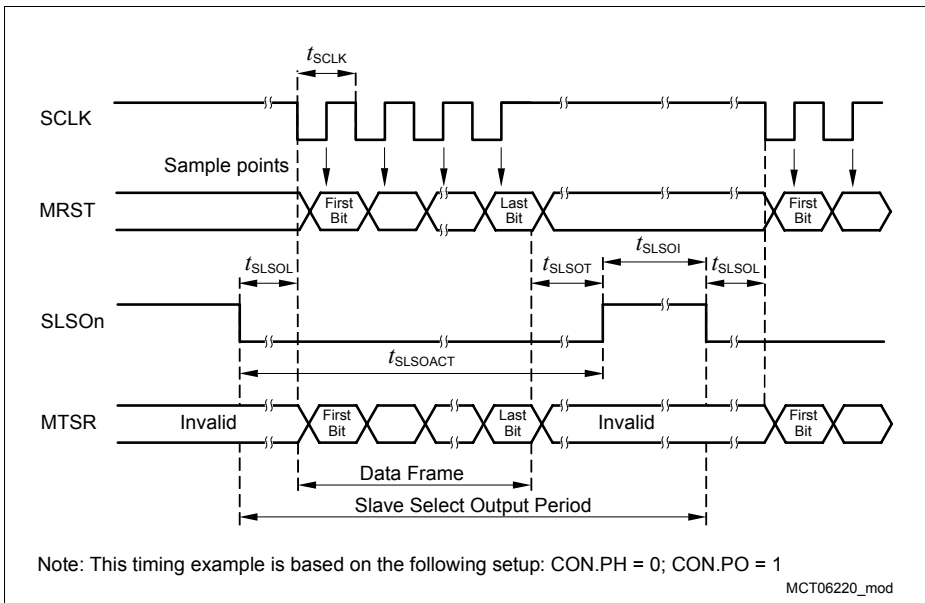 tSCLK
SCLK
Sample points
MRST
First Bit
Last Bit
First Bit
tSLSOL
tSLSOT
tSLSOI
tSLSOL
SLSOn
tSLSOACT
MTSR
Invalid
First Bit
Last Bit
Invalid
First Bit
Data Frame
Slave Select Output Period
Note: This timing example is based on the following setup: CON.PH = 0; CON.PO = 1
MCT06220_mod